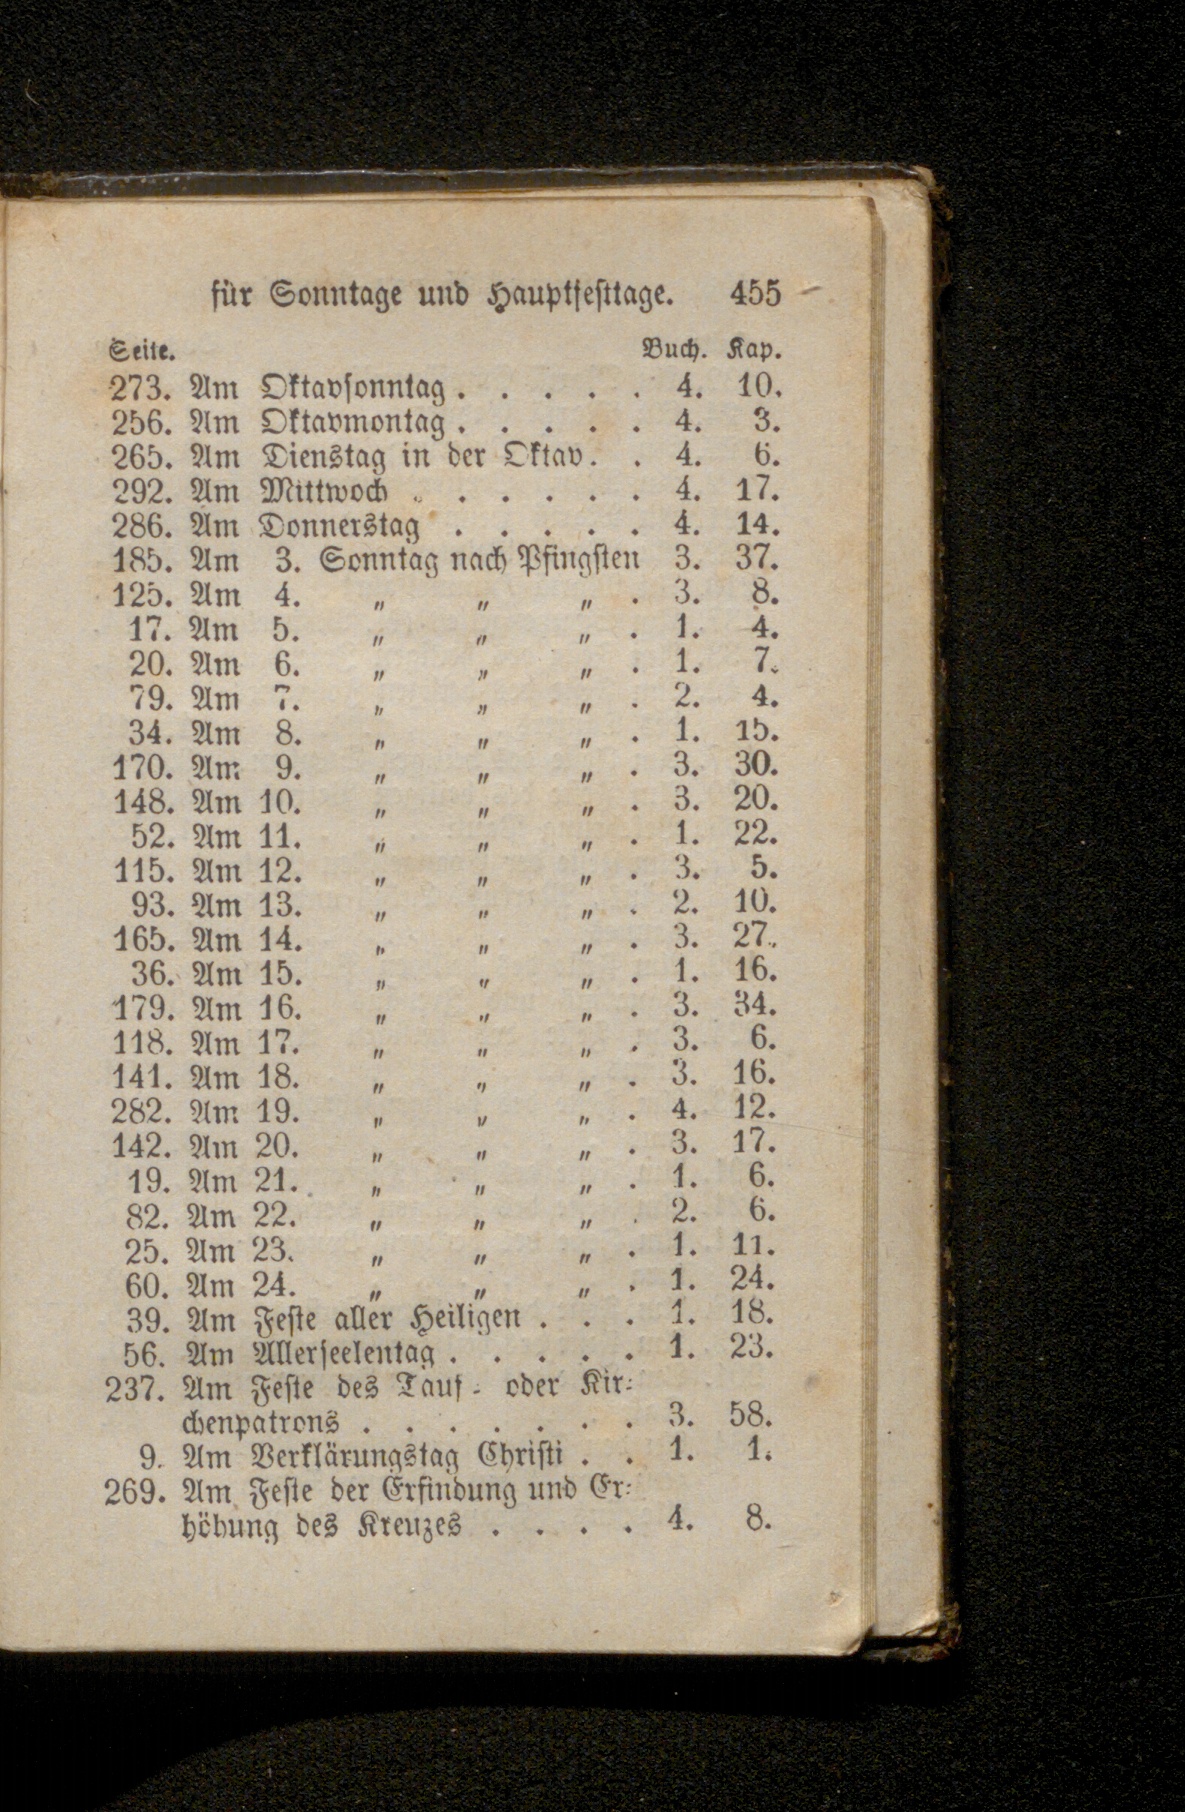 für Sonntage und Hauptfesttage. 455
Seite. Buch. Kap.
273. Am Oktavsonntag . . . . . 4. 10.
256. Am Oktavmontag . . . . . 4. 3.
265. Am Dienstag in der Oktav . . 4. 6.
292. Am Mittwoch . . . . . . 4. 17.
286. Am Donnerstag . . . . . 4. 14.
185. Am 3. Sonntag nach Pfingsten 3. 37.
125. Am 4. „ „ „ . 3. 8.
17. Am 5. „ „ „ . 1. 4.
20. Am 6. „ „ „ . 1. 7.
79. Am 7. „ „ „ . 2. 4.
34. Am 8. „ „ „ . 1. 15.
170. Am 9. „ „ „ . 3. 30.
148. Am 10. „ „ „ . 3. 20.
52. Am 11. „ „ „ . 1. 22.
115. Am 12. „ „ „ . 3. 5.
93. Am 13. „ „ „ . 2. 10.
165. Am 14. „ „ „ . 3. 27.
36. Am 15. „ „ „ . 1. 16.
179. Am 16. „ „ „ . 3. 34.
118. Am 17. „ „ „ . 3. 6.
141. Am 18. „ „ „ . 3. 16.
282. Am 19. „ „ „ . 4. 12.
142. Am 20. „ „ „ . 3. 17.
19. Am 21. „ „ „ . 1. 6.
82. Am 22. „ „ „ . 2. 6.
25. Am 23. „ „ „ . 1. 11.
60. Am 24. „ „ „ . 1. 24.
39. Am Feste aller Heiligen . . . 1. 18.
56. Am Allerseelentag . . . . . 1. 23.
237. Am Feste des Tauf- oder Kir-
chenpatrons . . . . . . . 3. 58.
9. Am Verklärungstag Christi . . 1. 1.
269. Am Feste der Erfindung und Er-
höhung des Kreuzes . . . . 4. 8.